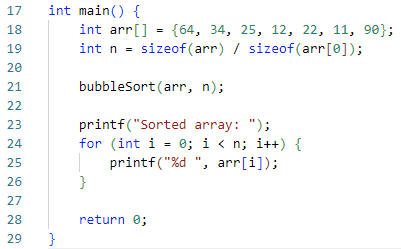 17 int main() {
18     int arr[] = {64, 34, 25, 12, 22, 11, 90};
19     int n = sizeof(arr) / sizeof(arr[0]);
20
21     bubbleSort(arr, n);
22
23     printf("Sorted array: ");
24     for (int i = 0; i < n; i++) {
25         printf("%d ", arr[i]);
26     }
27
28     return 0;
29 }